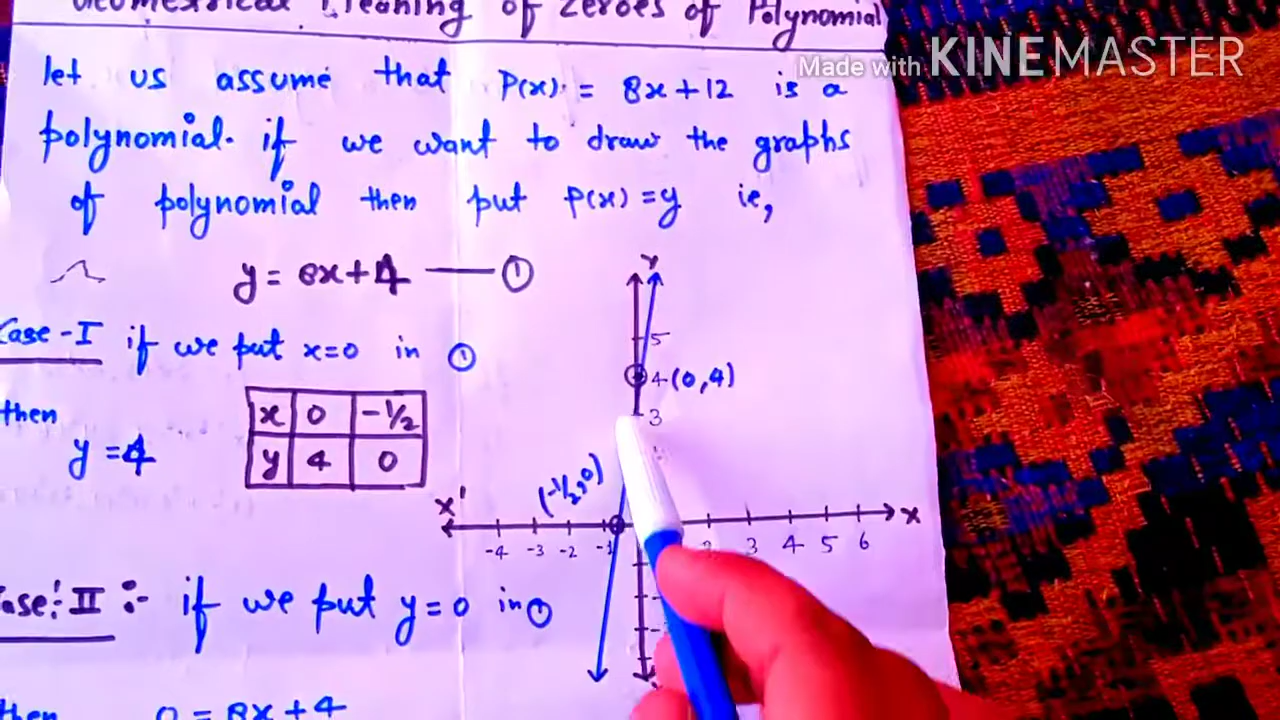 Geometrical Meaning of Zeroes of Polynomial
Made with KINEMASTER
let us assume that P(x) = 8x+12 is a
polynomial. if we want to draw the graphs
of polynomial then put P(x)=y ie,
y = 8x+4 —— ①
Case-I if we put x=0 in ①
then
y=4
x 0 -1/2
y 4 0
Y
5
4 (0,4)
3
(-1/2,0)
X' X
-4 -3 -2 -1 2 3 4 5 6
Case:II :- if we put y=0 in ①
then 0 = 8x+4